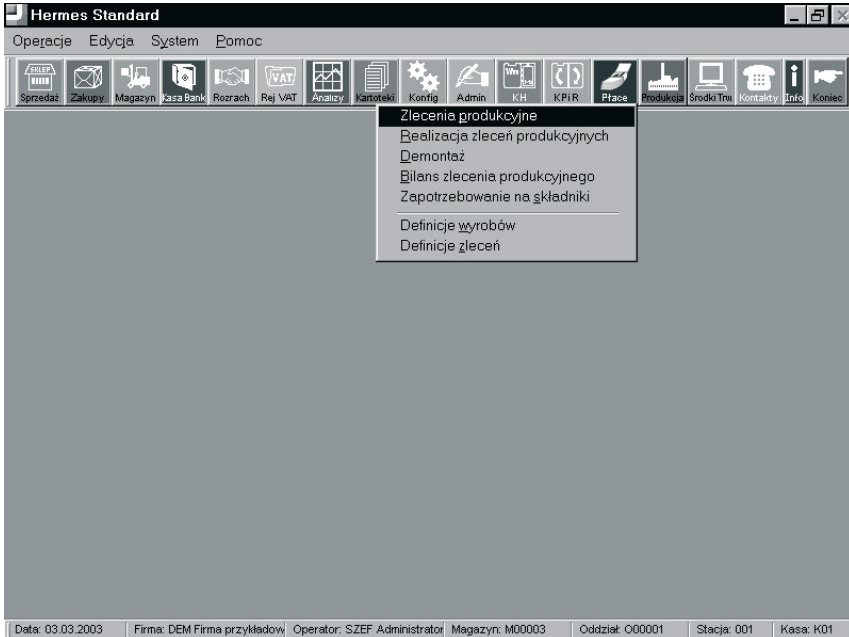 Hermes Standard
Operacje Edycja System Pomoc
SKLEP VAT Wn
Sprzedaż Zakupy Magazyn Kasa Bank Rozrach Rej VAT Analizy Kartoteki Konfig Admin KH KPiR Płace Produkcja Środki Trw. Kontakty Info Koniec
Zlecenia produkcyjne
Realizacja zleceń produkcyjnych
Demontaż
Bilans zlecenia produkcyjnego
Zapotrzebowanie na składniki
Definicje wyrobów
Definicje zleceń
Data: 03.03.2003 Firma: DEM Firma przykładow Operator: SZEF Administrator Magazyn: M00003 Oddział: O00001 Stacja: 001 Kasa: K01